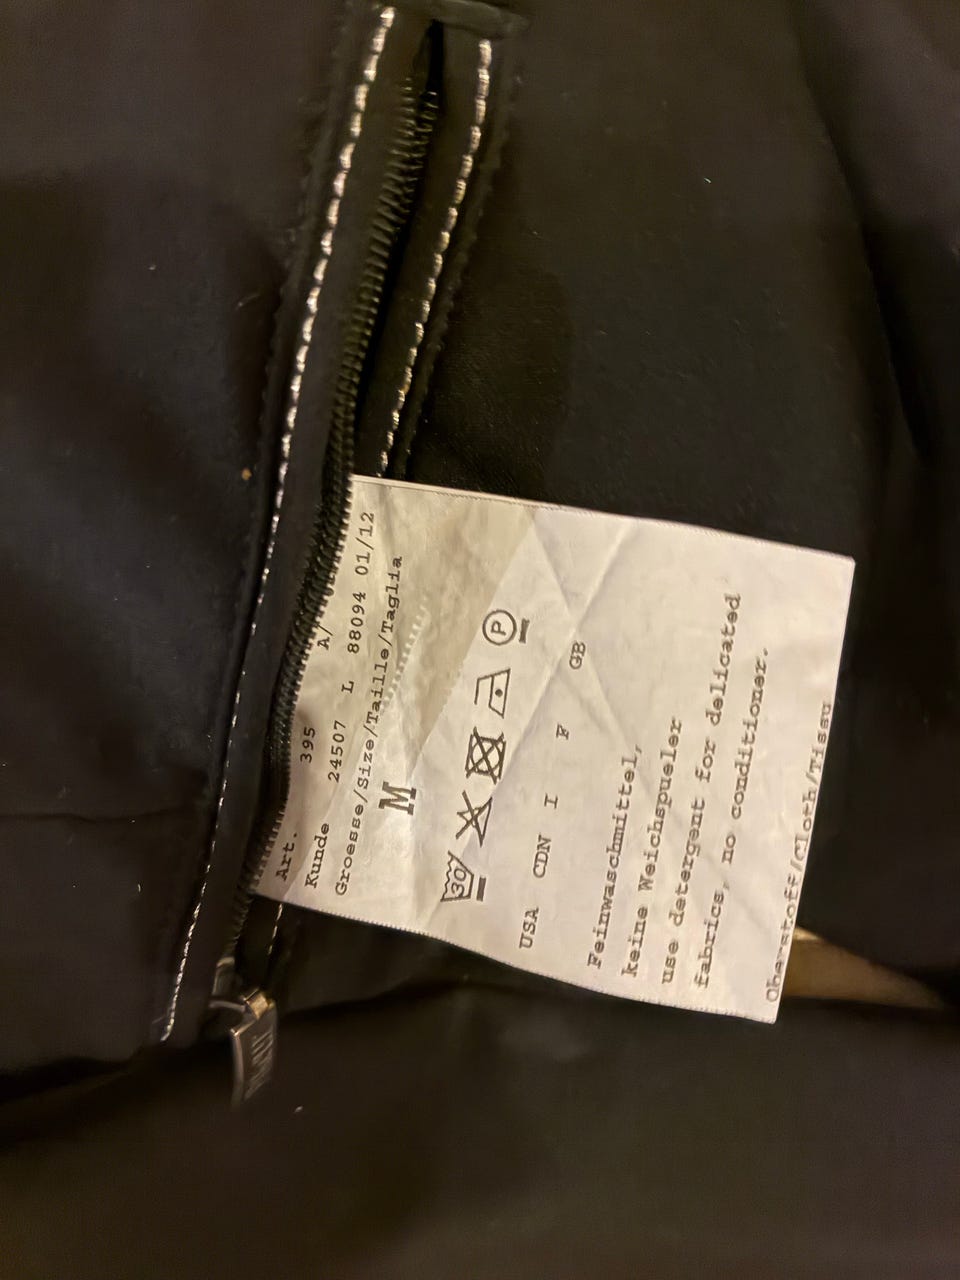 Art. 395 A/
Kunde 24507 L 88094 01/12
Groesse/Size/Taille/Taglia
M
30 P
USA CDN I F GB
Feinwaschmittel,
keine Weichspueler
use detergent for delicated
fabrics, no conditioner.
Oberstoff/Cloth/Tissu